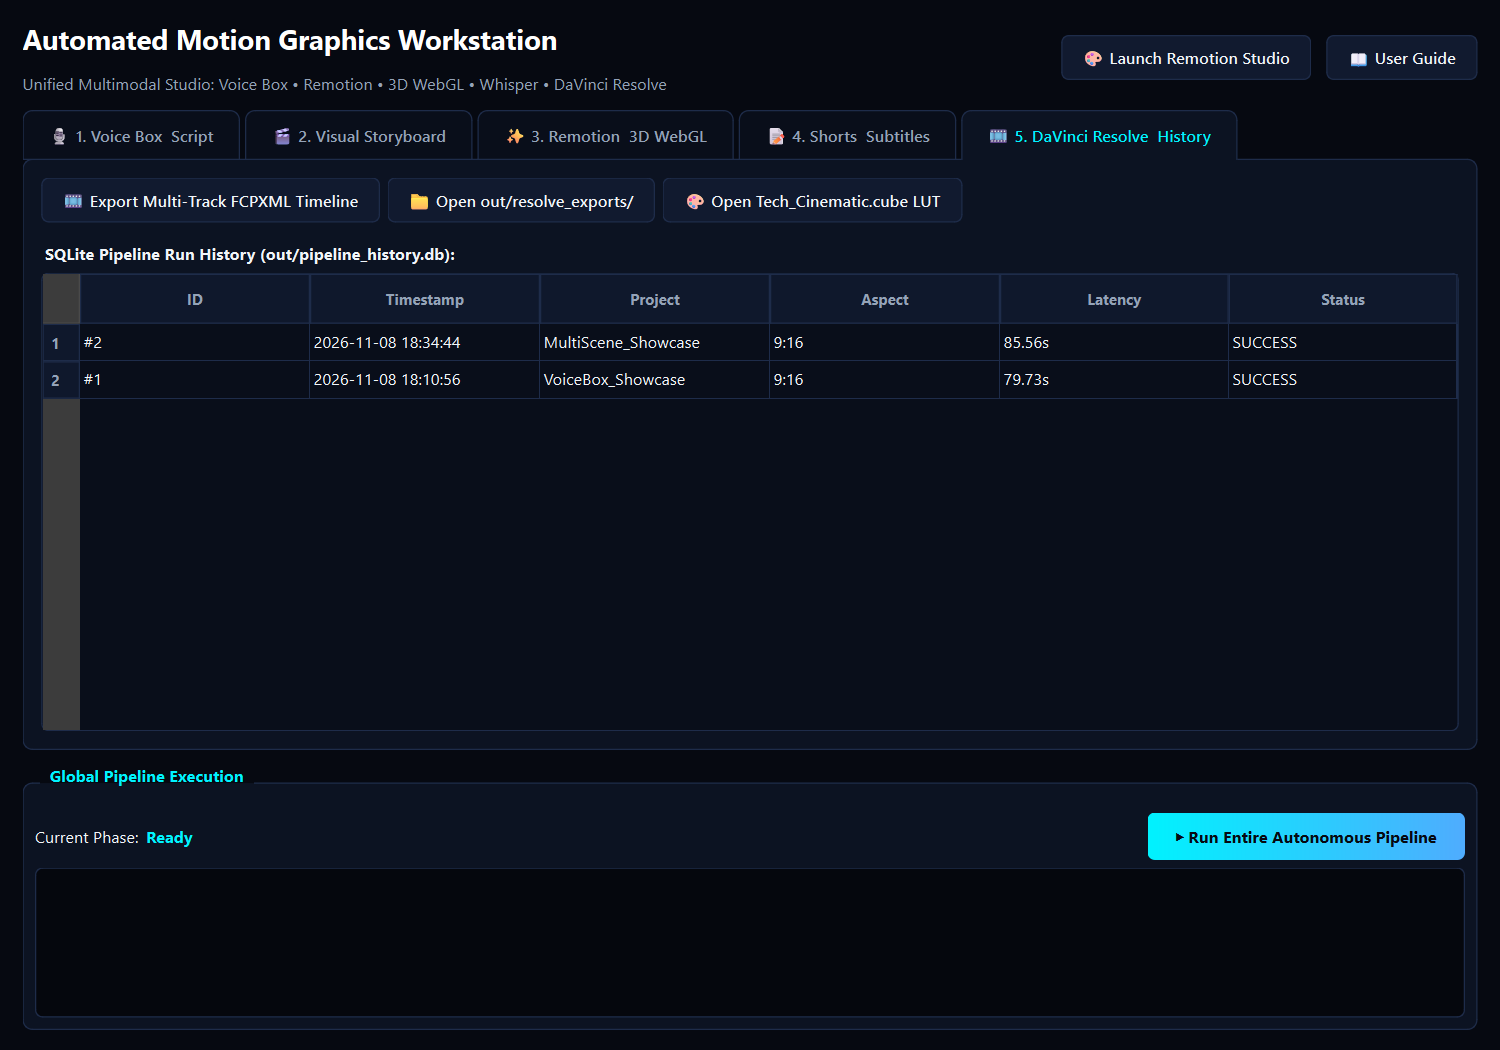 Automated Motion Graphics Workstation
Launch Remotion Studio
User Guide
Unified Multimodal Studio: Voice Box • Remotion • 3D WebGL • Whisper • DaVinci Resolve
1. Voice Box  Script
2. Visual Storyboard
3. Remotion  3D WebGL
4. Shorts  Subtitles
5. DaVinci Resolve  History
Export Multi-Track FCPXML Timeline
Open out/resolve_exports/
Open Tech_Cinematic.cube LUT
SQLite Pipeline Run History (out/pipeline_history.db):
ID Timestamp Project Aspect Latency Status
1 #2 2026-11-08 18:34:44 MultiScene_Showcase 9:16 85.56s SUCCESS
2 #1 2026-11-08 18:10:56 VoiceBox_Showcase 9:16 79.73s SUCCESS
Global Pipeline Execution
Current Phase: Ready
Run Entire Autonomous Pipeline